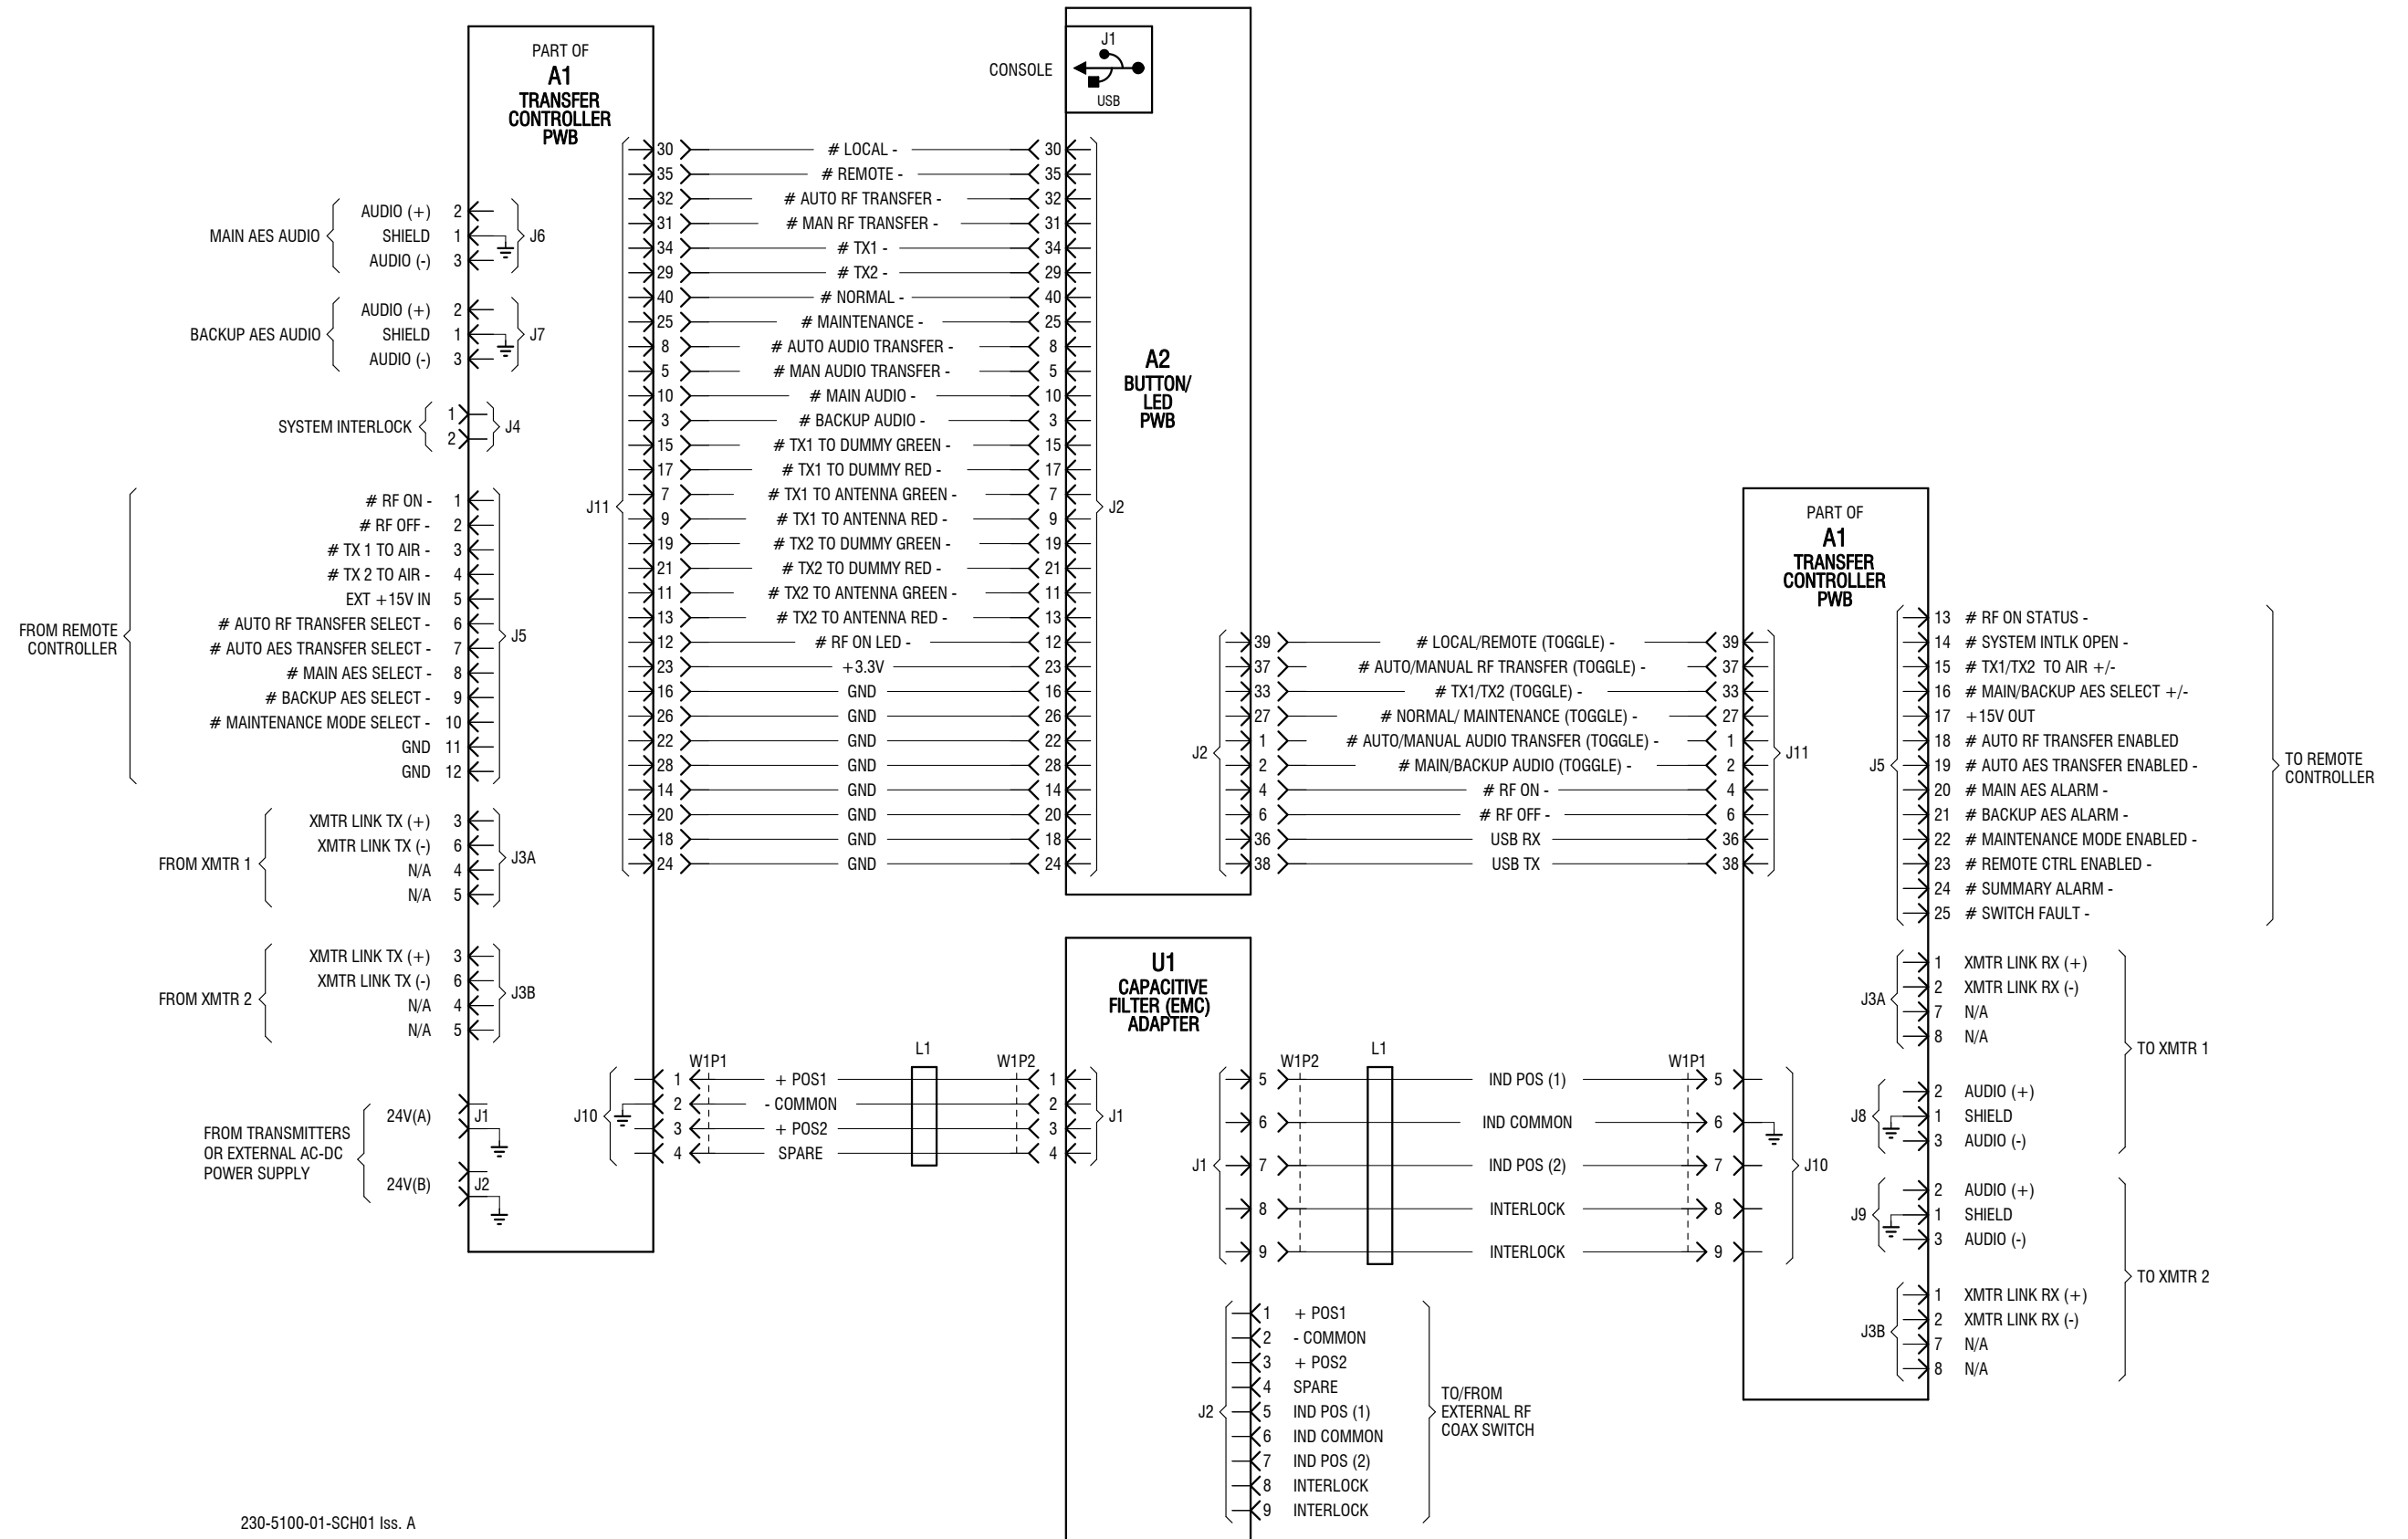 PART OF
A1
TRANSFER
CONTROLLER
PWB
MAIN AES AUDIO
AUDIO (+) 2
SHIELD 1
AUDIO (-) 3
J6
BACKUP AES AUDIO
AUDIO (+) 2
SHIELD 1
AUDIO (-) 3
J7
SYSTEM INTERLOCK
1
2
J4
FROM REMOTE
CONTROLLER
# RF ON - 1
# RF OFF - 2
# TX 1 TO AIR - 3
# TX 2 TO AIR - 4
EXT +15V IN 5
# AUTO RF TRANSFER SELECT - 6
# AUTO AES TRANSFER SELECT - 7
# MAIN AES SELECT - 8
# BACKUP AES SELECT - 9
# MAINTENANCE MODE SELECT - 10
GND 11
GND 12
J5
FROM XMTR 1
XMTR LINK TX (+) 3
XMTR LINK TX (-) 6
N/A 4
N/A 5
J3A
FROM XMTR 2
XMTR LINK TX (+) 3
XMTR LINK TX (-) 6
N/A 4
N/A 5
J3B
FROM TRANSMITTERS
OR EXTERNAL AC-DC
POWER SUPPLY
24V(A)
J1
24V(B)
J2
J11
30 # LOCAL - 30
35 # REMOTE - 35
32 # AUTO RF TRANSFER - 32
31 # MAN RF TRANSFER - 31
34 # TX1 - 34
29 # TX2 - 29
40 # NORMAL - 40
25 # MAINTENANCE - 25
8 # AUTO AUDIO TRANSFER - 8
5 # MAN AUDIO TRANSFER - 5
10 # MAIN AUDIO - 10
3 # BACKUP AUDIO - 3
15 # TX1 TO DUMMY GREEN - 15
17 # TX1 TO DUMMY RED - 17
7 # TX1 TO ANTENNA GREEN - 7
9 # TX1 TO ANTENNA RED - 9
19 # TX2 TO DUMMY GREEN - 19
21 # TX2 TO DUMMY RED - 21
11 # TX2 TO ANTENNA GREEN - 11
13 # TX2 TO ANTENNA RED - 13
12 # RF ON LED - 12
23 +3.3V 23
16 GND 16
26 GND 26
22 GND 22
28 GND 28
14 GND 14
20 GND 20
18 GND 18
24 GND 24
J2
CONSOLE
J1
USB
A2
BUTTON/
LED
PWB
J2
39 # LOCAL/REMOTE (TOGGLE) - 39
37 # AUTO/MANUAL RF TRANSFER (TOGGLE) - 37
33 # TX1/TX2 (TOGGLE) - 33
27 # NORMAL/ MAINTENANCE (TOGGLE) - 27
1 # AUTO/MANUAL AUDIO TRANSFER (TOGGLE) - 1
2 # MAIN/BACKUP AUDIO (TOGGLE) - 2
4 # RF ON - 4
6 # RF OFF - 6
36 USB RX 36
38 USB TX 38
J11
PART OF
A1
TRANSFER
CONTROLLER
PWB
J5
13 # RF ON STATUS -
14 # SYSTEM INTLK OPEN -
15 # TX1/TX2 TO AIR +/-
16 # MAIN/BACKUP AES SELECT +/-
17 +15V OUT
18 # AUTO RF TRANSFER ENABLED
19 # AUTO AES TRANSFER ENABLED -
20 # MAIN AES ALARM -
21 # BACKUP AES ALARM -
22 # MAINTENANCE MODE ENABLED -
23 # REMOTE CTRL ENABLED -
24 # SUMMARY ALARM -
25 # SWITCH FAULT -
TO REMOTE
CONTROLLER
J3A
1 XMTR LINK RX (+)
2 XMTR LINK RX (-)
7 N/A
8 N/A
TO XMTR 1
J8
2 AUDIO (+)
1 SHIELD
3 AUDIO (-)
J9
2 AUDIO (+)
1 SHIELD
3 AUDIO (-)
TO XMTR 2
J3B
1 XMTR LINK RX (+)
2 XMTR LINK RX (-)
7 N/A
8 N/A
J10
W1P1
L1
W1P2
1 + POS1 1
2 - COMMON 2
3 + POS2 3
4 SPARE 4
J1
U1
CAPACITIVE
FILTER (EMC)
ADAPTER
J1
W1P2
L1
W1P1
5 IND POS (1) 5
6 IND COMMON 6
7 IND POS (2) 7
8 INTERLOCK 8
9 INTERLOCK 9
J10
J2
1 + POS1
2 - COMMON
3 + POS2
4 SPARE
5 IND POS (1)
6 IND COMMON
7 IND POS (2)
8 INTERLOCK
9 INTERLOCK
TO/FROM
EXTERNAL RF
COAX SWITCH
230-5100-01-SCH01 Iss. A